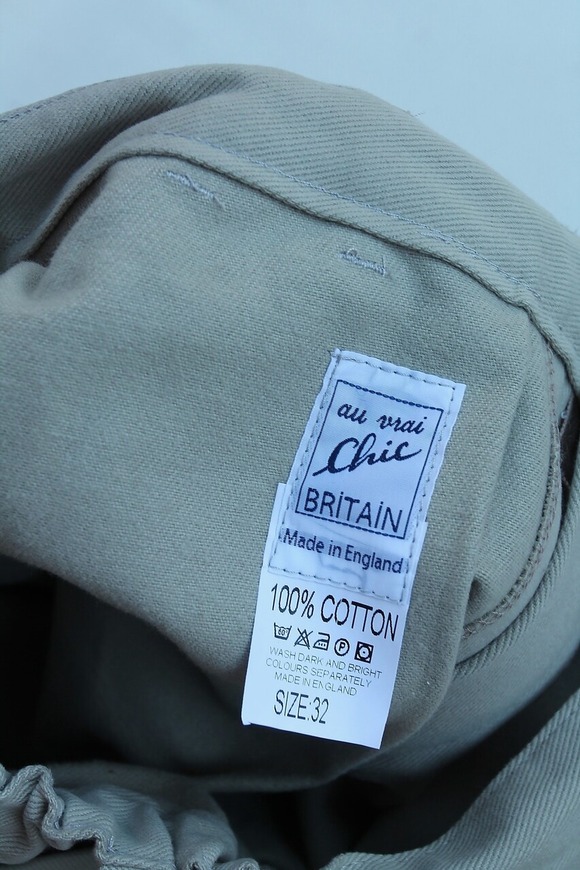 au vrai
Chic
BRITAIN
Made in England
100% COTTON
60° P
WASH DARK AND BRIGHT
COLOURS SEPARATELY
MADE IN ENGLAND
SIZE:32